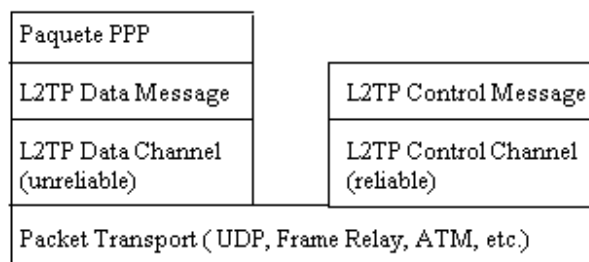 Paquete PPP
L2TP Data Message
L2TP Control Message
L2TP Data Channel
(unreliable)
L2TP Control Channel
(reliable)
Packet Transport ( UDP, Frame Relay, ATM, etc.)